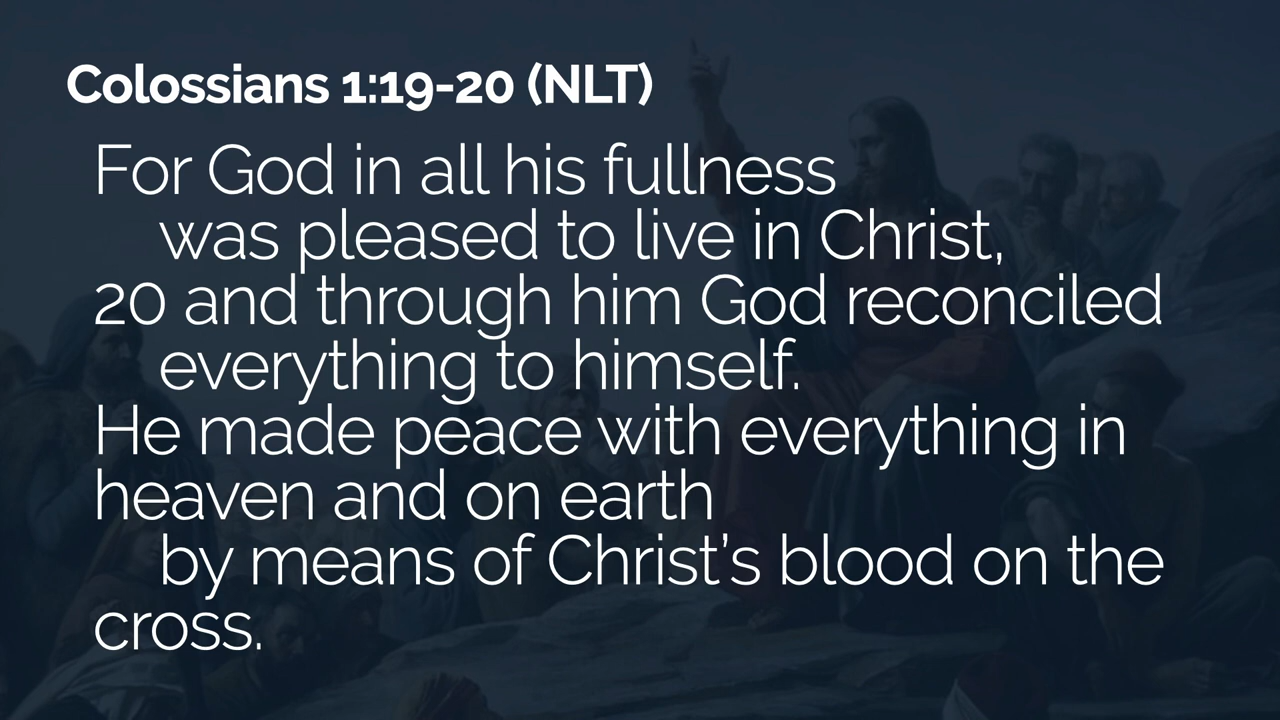 Colossians 1:19-20 (NLT)
For God in all his fullness
was pleased to live in Christ,
20 and through him God reconciled
everything to himself.
He made peace with everything in
heaven and on earth
by means of Christ’s blood on the
cross.